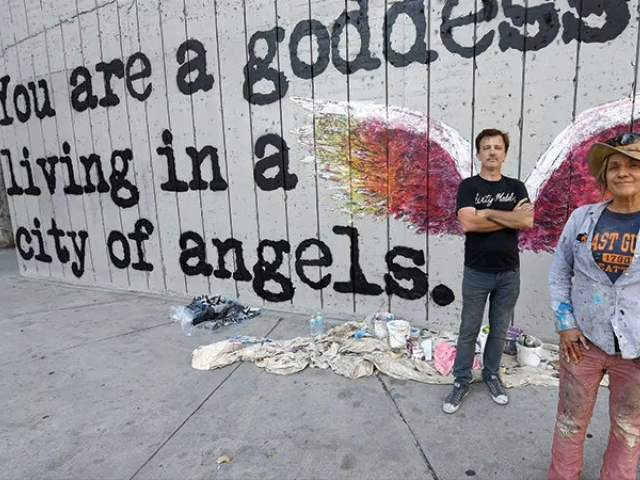 You are a goddess
living in a
city of angels.